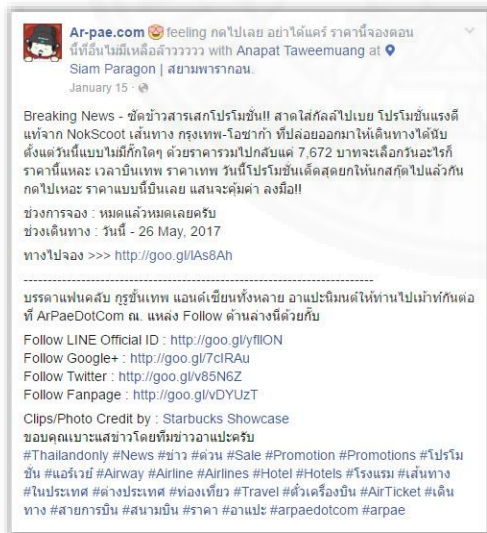 Ar-pae.com feeling กดไปเลย อย่าได้แคร์ ราคานี้จองตอน
นี้ที่อื่นไม่มีเหลือล๊าววววว with Anapat Taweemuang at
Siam Paragon | สยามพารากอน.
January 15
Breaking News - ซัดข้าวสารเสกโปรโมชั่น!! สาดใส่กัลล์ไปเบย โปรโมชั่นแรงดี
แท้จาก NokScoot เส้นทาง กรุงเทพ-โอซาก้า ที่ปล่อยออกมาให้เดินทางได้นับ
ตั้งแต่วันนี้แบบไม่มีกั๊กใดๆ ด้วยราคารวมไปกลับแค่ 7,672 บาทจะเลือกวันอะไรก็
ราคานี้แหละ เวลาบินเทพ ราคาเทพ วันนี้โปรโมชั่นเด็ดสุดยกให้นกสกู๊ตไปแล้วกัน
กดไปเหอะ ราคาแบบนี้บินเลย แสนจะคุ้มค่า ลงมือ!!
ช่วงการจอง : หมดแล้วหมดเลยครับ
ช่วงเดินทาง : วันนี้ - 26 May, 2017
ทางไปจอง >>> http://goo.gl/lAs8Ah
------------------------------------------------------------------------
บรรดาแฟนคลับ กูรูขั้นเทพ แอนด์เซียนทั้งหลาย อาแปะนิมนต์ให้ท่านไปเม้าท์กันต่อ
ที่ ArPaeDotCom ณ. แหล่ง Follow ด้านล่างนี้ด้วยกั๊บ
Follow LINE Official ID : http://goo.gl/yfllON
Follow Google+ : http://goo.gl/7cIRAu
Follow Twitter : http://goo.gl/v85N6Z
Follow Fanpage : http://goo.gl/vDYUzT
Clips/Photo Credit by : Starbucks Showcase
ขอบคุณเบาะแสข่าวโดยทีมข่าวอาแปะครับ
#Thailandonly #News #ข่าว #ด่วน #Sale #Promotion #Promotions #โปรโม
ชั่น #แอร์เวย์ #Airway #Airline #Airlines #Hotel #Hotels #โรงแรม #เส้นทาง
#ในประเทศ #ต่างประเทศ #ท่องเที่ยว #Travel #ตั๋วเครื่องบิน #AirTicket #เดิน
ทาง #สายการบิน #สนามบิน #ราคา #อาแปะ #arpaedotcom #arpae